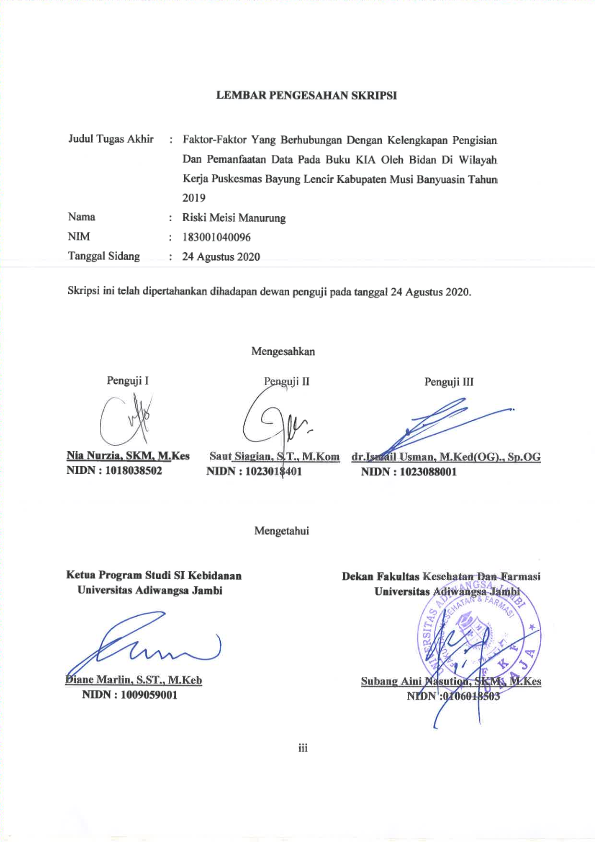 LEMBAR PENGESAHAN SKRIPSI
Judul Tugas Akhir : Faktor-Faktor Yang Berhubungan Dengan Kelengkapan Pengisian
Dan Pemanfaatan Data Pada Buku KIA Oleh Bidan Di Wilayah
Kerja Puskesmas Bayung Lencir Kabupaten Musi Banyuasin Tahun
2019
Nama : Riski Meisi Manurung
NIM : 183001040096
Tanggal Sidang : 24 Agustus 2020
Skripsi ini telah dipertahankan dihadapan dewan penguji pada tanggal 24 Agustus 2020.
Mengesahkan
Penguji I Penguji II Penguji III
Nia Nurzia, SKM, M.Kes Saut Siagian, S.T., M.Kom dr.Ismail Usman, M.Ked(OG)., Sp.OG
NIDN : 1018038502 NIDN : 1023018401 NIDN : 1023088001
Mengetahui
Ketua Program Studi SI Kebidanan Dekan Fakultas Kesehatan Dan Farmasi
Universitas Adiwangsa Jambi Universitas Adiwangsa Jambi
UNIVERSITAS ADIWANGSA JAMBI
UNAJA
Diane Marlin, S.ST., M.Keb Subang Aini Nasution, SKM., M.Kes
NIDN : 1009059001 NIDN :0106018503
iii